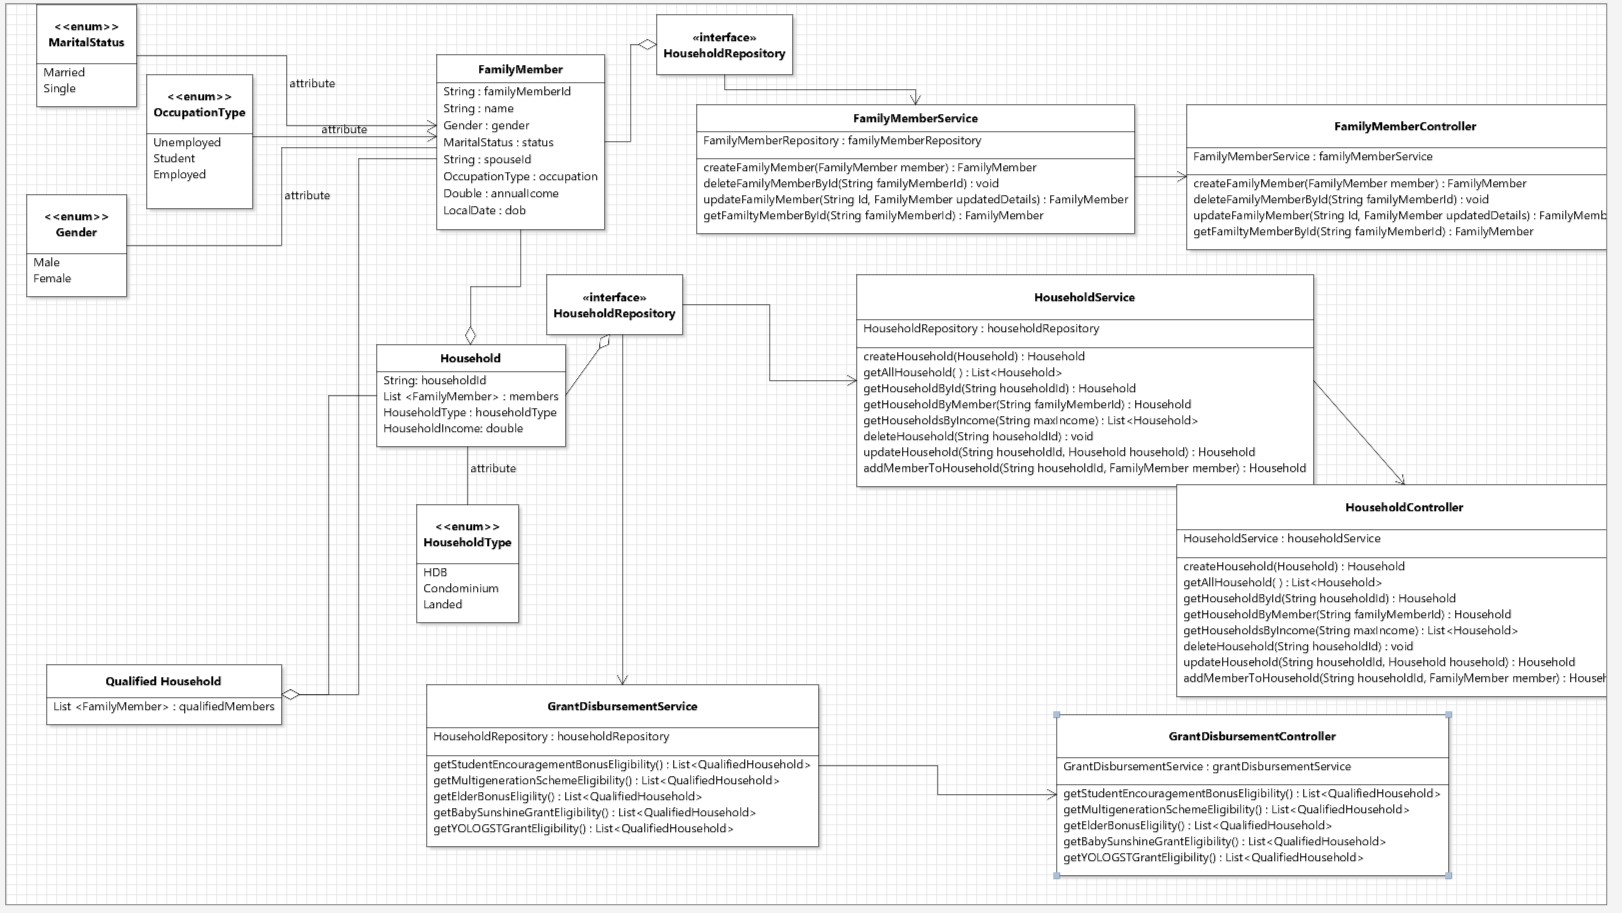 <<enum>>
MaritalStatus
Married
Single
<<enum>>
OccupationType
Unemployed
Student
Employed
<<enum>>
Gender
Male
Female
attribute
attribute
attribute
FamilyMember
String : familyMemberId
String : name
Gender : gender
MaritalStatus : status
String : spouseId
OccupationType : occupation
Double : annualIcome
LocalDate : dob
«interface»
HouseholdRepository
FamilyMemberService
FamilyMemberRepository : familyMemberRepository
createFamilyMember(FamilyMember member) : FamilyMember
deleteFamilyMemberById(String familyMemberId) : void
updateFamilyMember(String Id, FamilyMember updatedDetails) : FamilyMember
getFamiltyMemberById(String familyMemberId) : FamilyMember
FamilyMemberController
FamilyMemberService : familyMemberService
createFamilyMember(FamilyMember member) : FamilyMember
deleteFamilyMemberById(String familyMemberId) : void
updateFamilyMember(String Id, FamilyMember updatedDetails) : FamilyMemb
getFamiltyMemberById(String familyMemberId) : FamilyMember
«interface»
HouseholdRepository
HouseholdService
HouseholdRepository : householdRepository
createHousehold(Household) : Household
getAllHousehold( ) : List<Household>
getHouseholdById(String householdId) : Household
getHouseholdByMember(String familyMemberId) : Household
getHouseholdsByIncome(String maxIncome) : List<Household>
deleteHousehold(String householdId) : void
updateHousehold(String householdId, Household household) : Household
addMemberToHousehold(String householdId, FamilyMember member) : Household
Household
String: householdId
List <FamilyMember> : members
HouseholdType : householdType
HouseholdIncome: double
attribute
<<enum>>
HouseholdType
HDB
Condominium
Landed
HouseholdController
HouseholdService : householdService
createHousehold(Household) : Household
getAllHousehold( ) : List<Household>
getHouseholdById(String householdId) : Household
getHouseholdByMember(String familyMemberId) : Household
getHouseholdsByIncome(String maxIncome) : List<Household>
deleteHousehold(String householdId) : void
updateHousehold(String householdId, Household household) : Household
addMemberToHousehold(String householdId, FamilyMember member) : Househ
Qualified Household
List <FamilyMember> : qualifiedMembers
GrantDisbursementService
HouseholdRepository : householdRepository
getStudentEncouragementBonusEligibility() : List<QualifiedHousehold>
getMultigenerationSchemeEligibility() : List<QualifiedHousehold>
getElderBonusEligility() : List<QualifiedHousehold>
getBabySunshineGrantEligibility() : List<QualifiedHousehold>
getYOLOGSTGrantEligibility() : List<QualifiedHousehold>
GrantDisbursementController
GrantDisbursementService : grantDisbursementService
getStudentEncouragementBonusEligibility() : List<QualifiedHousehold>
getMultigenerationSchemeEligibility() : List<QualifiedHousehold>
getElderBonusEligility() : List<QualifiedHousehold>
getBabySunshineGrantEligibility() : List<QualifiedHousehold>
getYOLOGSTGrantEligibility() : List<QualifiedHousehold>